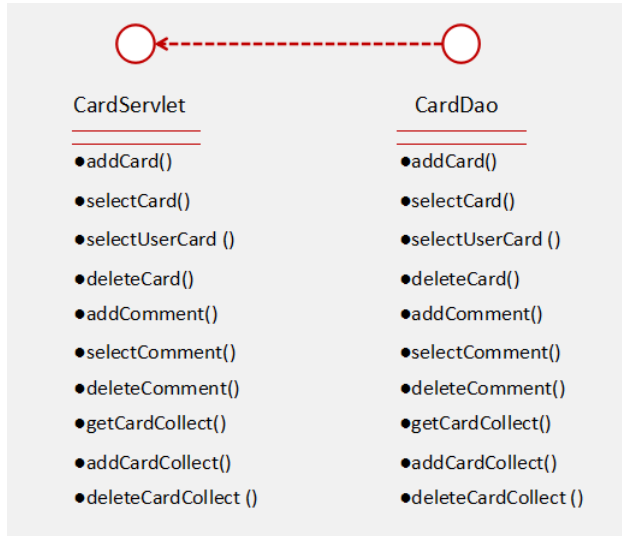 CardServlet
●addCard()
●selectCard()
●selectUserCard ()
●deleteCard()
●addComment()
●selectComment()
●deleteComment()
●getCardCollect()
●addCardCollect()
●deleteCardCollect ()
CardDao
●addCard()
●selectCard()
●selectUserCard ()
●deleteCard()
●addComment()
●selectComment()
●deleteComment()
●getCardCollect()
●addCardCollect()
●deleteCardCollect ()